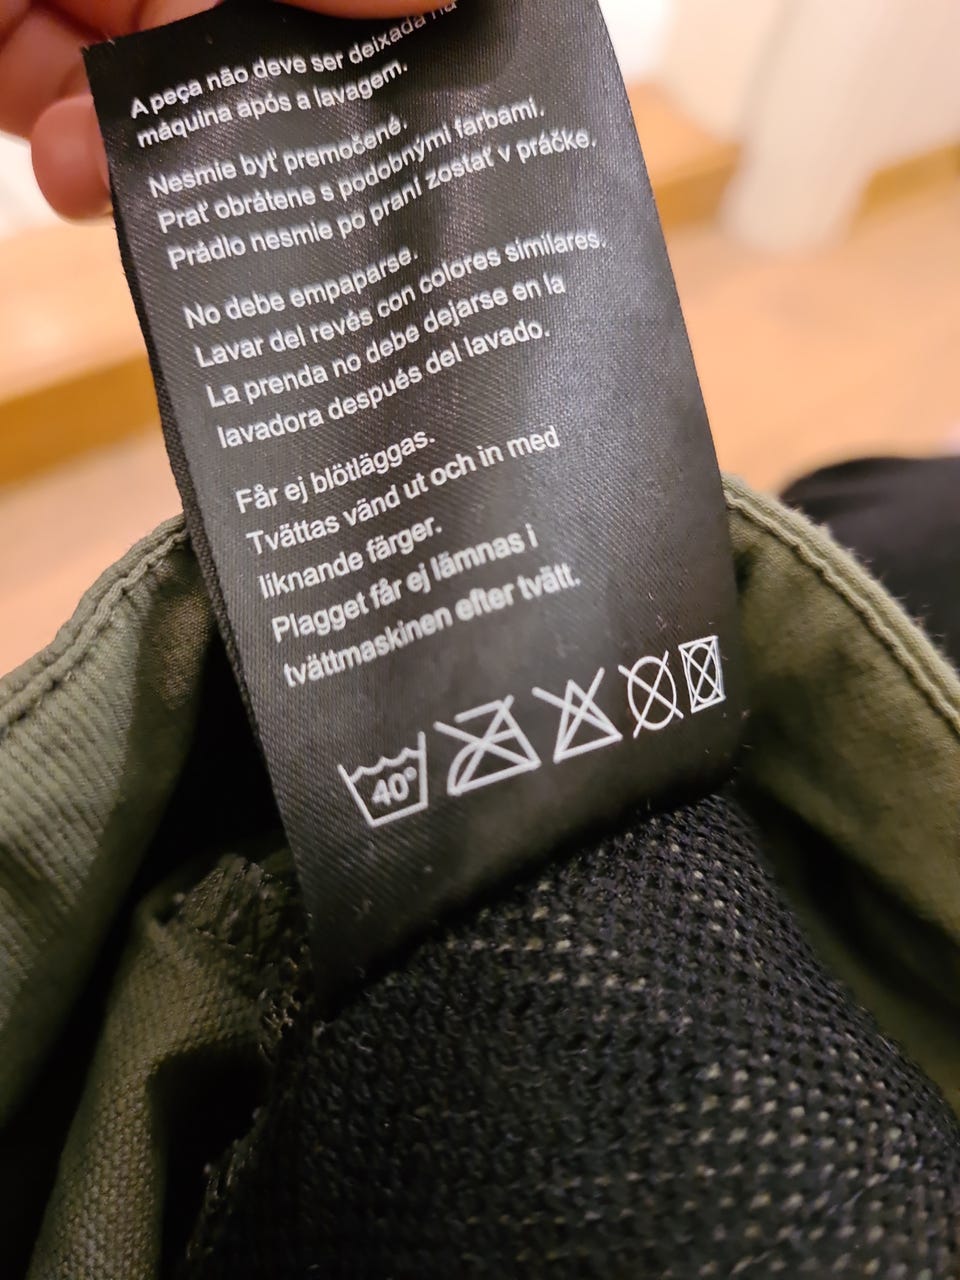 A peça não deve ser deixada na
máquina após a lavagem.
Nesmie byť premočené.
Prať obrátene s podobnými farbami.
Prádlo nesmie po praní zostať v práčke.
No debe empaparse.
Lavar del revés con colores similares.
La prenda no debe dejarse en la
lavadora después del lavado.
Får ej blötläggas.
Tvättas vänd ut och in med
liknande färger.
Plagget får ej lämnas i
tvättmaskinen efter tvätt.
40°